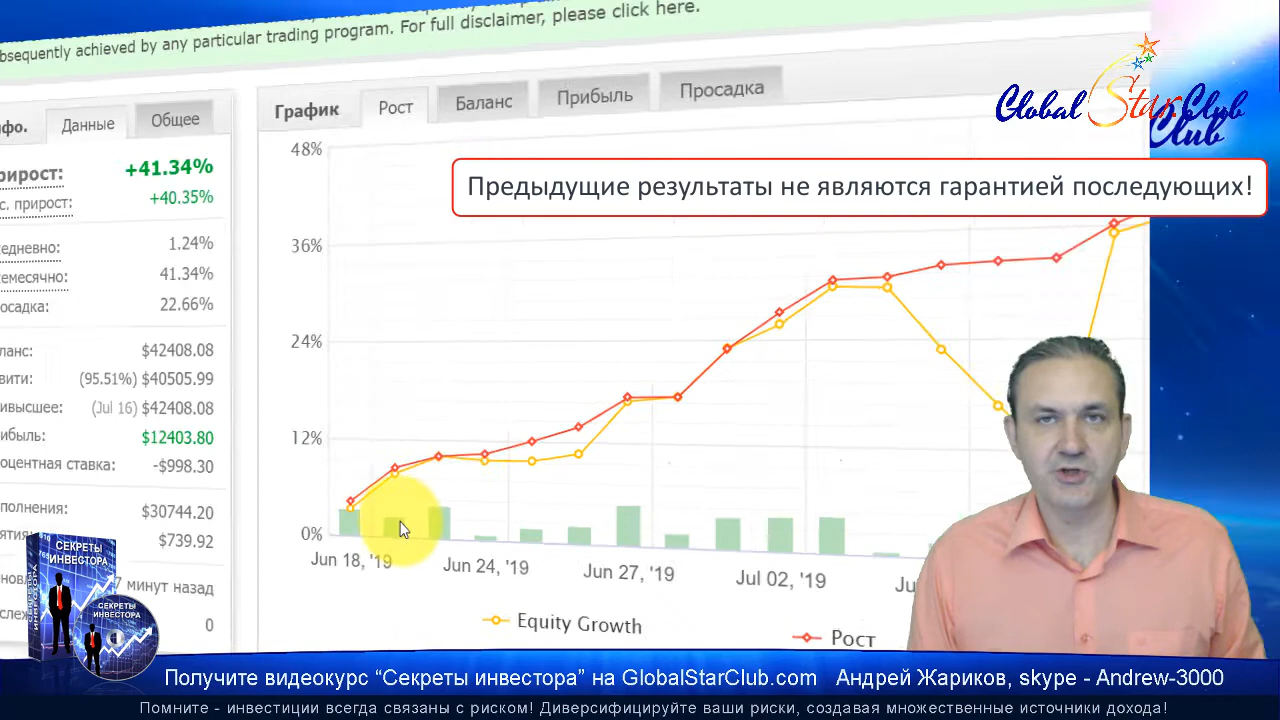 bsequently achieved by any particular trading program. For full disclaimer, please click here.
Global Star Club
Club
Данные
Общее
+41.34%
+40.35%
1.24%
41.34%
22.66%
$42408.08
(95.51%) $40505.99
(Jul 16) $42408.08
$12403.80
-$998.30
$30744.20
$739.92
7 минут назад
0
График
Рост
Баланс
Прибыль
Просадка
Предыдущие результаты не являются гарантией последующих!
48%
36%
24%
12%
0%
Jun 18, '19
Jun 24, '19
Jun 27, '19
Jul 02, '19
Equity Growth
Рост
СЕКРЕТЫ
ИНВЕСТОРА
СЕКРЕТЫ
ИНВЕСТОРА
Получите видеокурс “Секреты инвестора” на GlobalStarClub.com Андрей Жариков, skype - Andrew-3000
Помните - инвестиции всегда связаны с риском! Диверсифицируйте ваши риски, создавая множественные источники дохода!